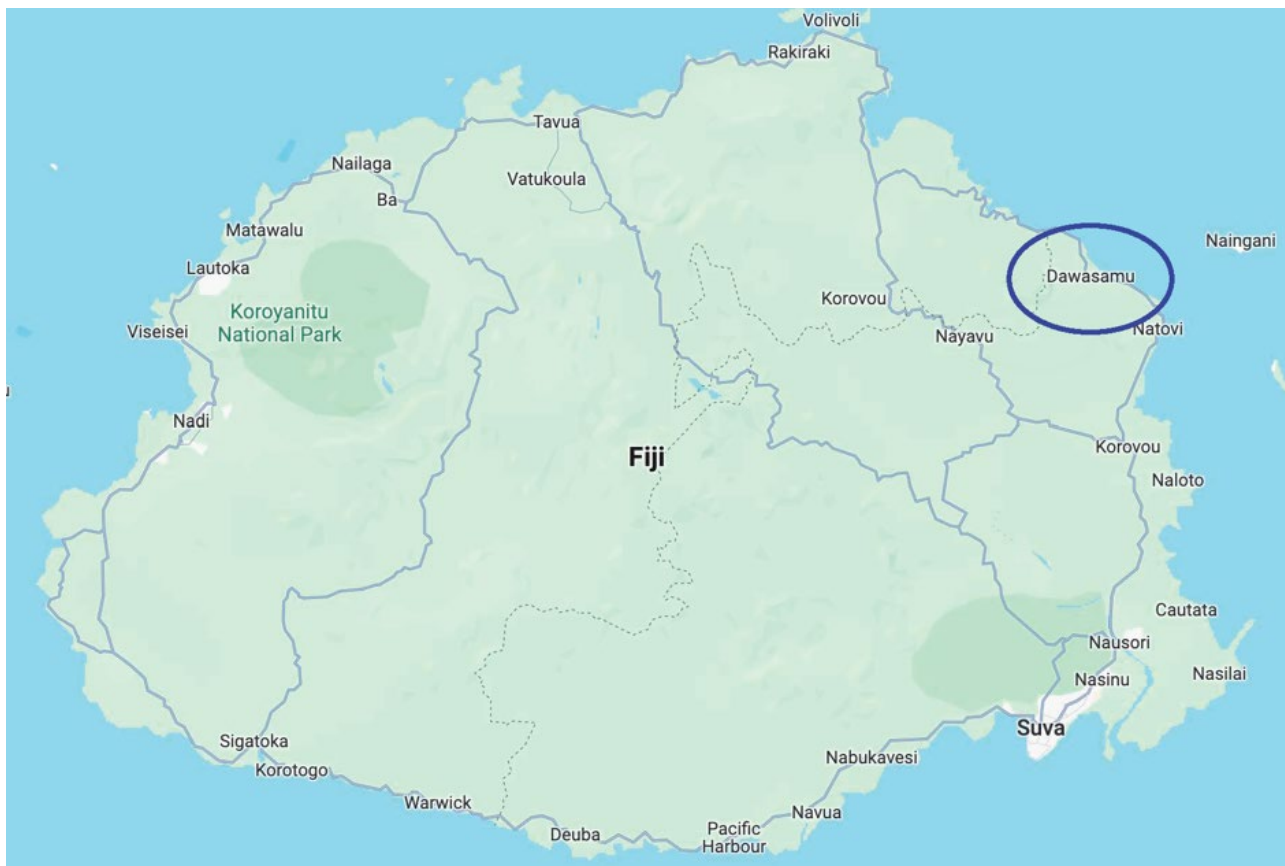 Volivoli
Rakiraki
Tavua
Nailaga
Vatukoula
Ba
Matawalu
Naingani
Lautoka
Dawasamu
Koroyanitu
National Park
Korovou
Viseisei
Nayavu
Natovi
Nadi
Fiji
Korovou
Naloto
Cautata
Nausori
Nasilai
Nasinu
Suva
Sigatoka
Nabukavesi
Korotogo
Warwick
Navua
Deuba
Pacific
Harbour